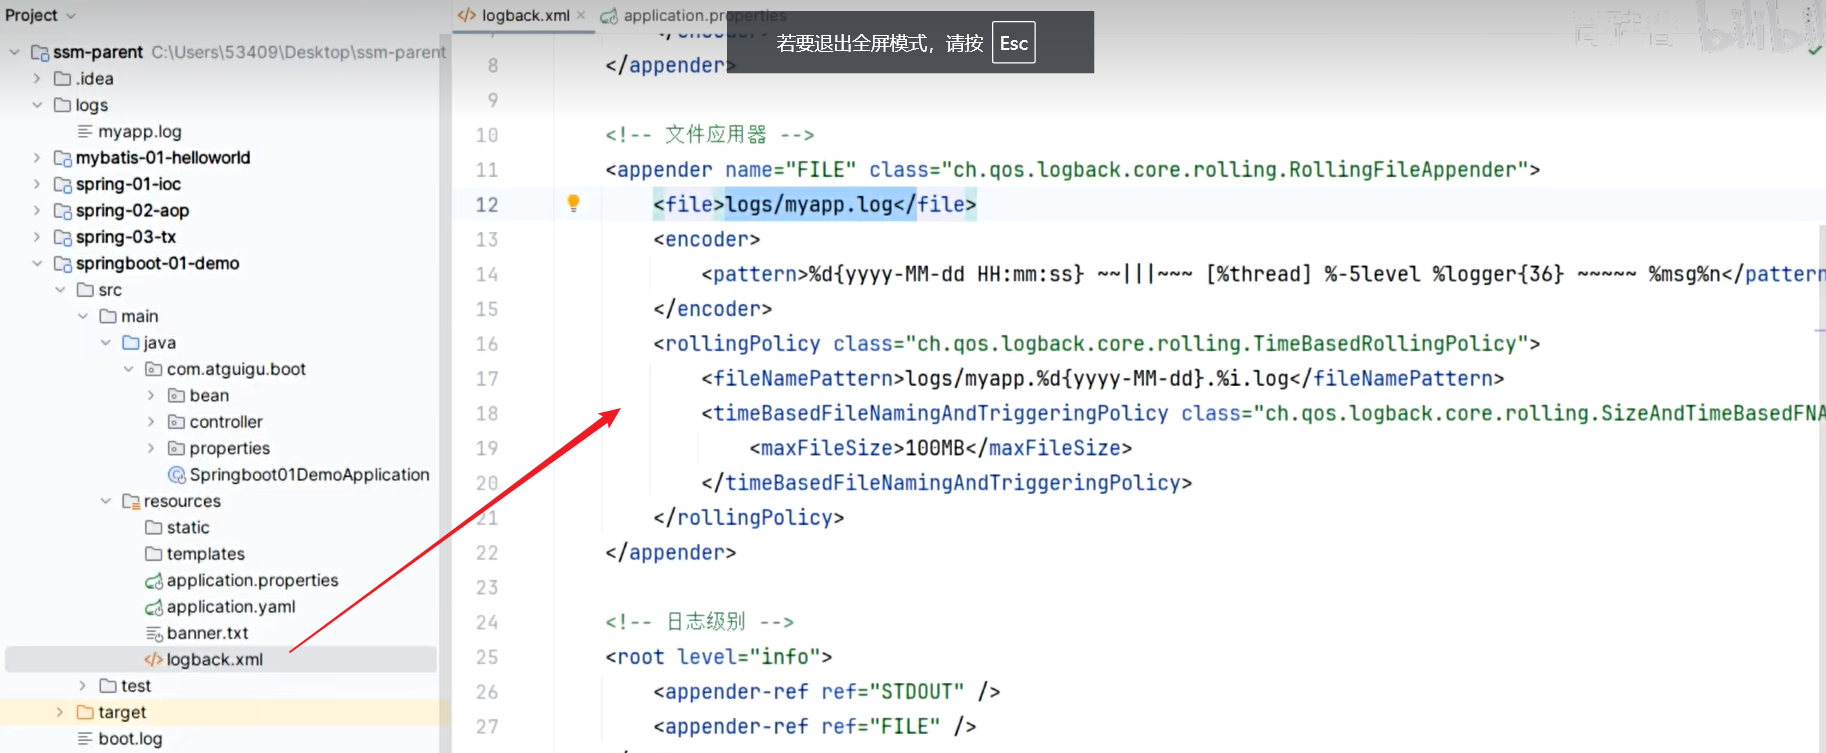 Project
ssm-parent C:\Users\53409\Desktop\ssm-parent
.idea
logs
myapp.log
mybatis-01-helloworld
spring-01-ioc
spring-02-aop
spring-03-tx
springboot-01-demo
src
main
java
com.atguigu.boot
bean
controller
properties
Springboot01DemoApplication
resources
static
templates
application.properties
application.yaml
banner.txt
logback.xml
test
target
boot.log
logback.xml application.properties
若要退出全屏模式，请按 Esc
bilibili
8 </appender>
9
10 <!-- 文件应用器 -->
11 <appender name="FILE" class="ch.qos.logback.core.rolling.RollingFileAppender">
12 <file>logs/myapp.log</file>
13 <encoder>
14 <pattern>%d{yyyy-MM-dd HH:mm:ss} ~~|||~~~ [%thread] %-5level %logger{36} ~~~~~ %msg%n</pattern
15 </encoder>
16 <rollingPolicy class="ch.qos.logback.core.rolling.TimeBasedRollingPolicy">
17 <fileNamePattern>logs/myapp.%d{yyyy-MM-dd}.%i.log</fileNamePattern>
18 <timeBasedFileNamingAndTriggeringPolicy class="ch.qos.logback.core.rolling.SizeAndTimeBasedFNA
19 <maxFileSize>100MB</maxFileSize>
20 </timeBasedFileNamingAndTriggeringPolicy>
21 </rollingPolicy>
22 </appender>
23
24 <!-- 日志级别 -->
25 <root level="info">
26 <appender-ref ref="STDOUT" />
27 <appender-ref ref="FILE" />